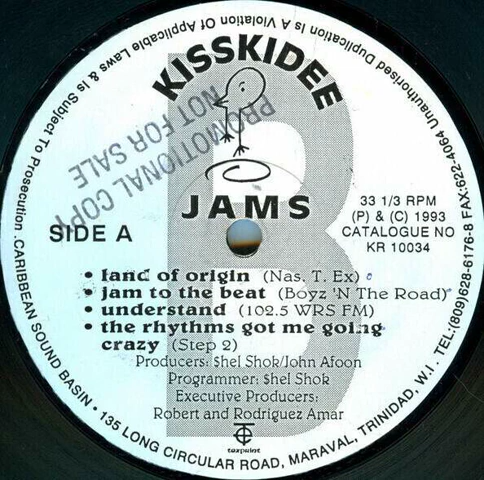 KISSKIDEE
JAMS
PROMOTIONAL COPY
NOT FOR SALE
SIDE A
33 1/3 RPM
(P) & (C) 1993
CATALOGUE NO
KR 10034
• land of origin (Nas. T. Ex)
• jam to the beat (Boyz 'N The Road)
• understand (102.5 WRS FM)
• the rhythms got me going
crazy (Step 2)
Producers: $hel Shok/John Afoon
Programmer: $hel Shok
Executive Producers:
Robert and Rodriguez Amar
texprint
B
CARIBBEAN SOUND BASIN • 135 LONG CIRCULAR ROAD, MARAVAL, TRINIDAD, W.I. TEL:(809)628-6176-8 FAX:622-4064 Unauthorised Duplication Is A Violation Of Applicable Laws & Is Subject To Prosecution.